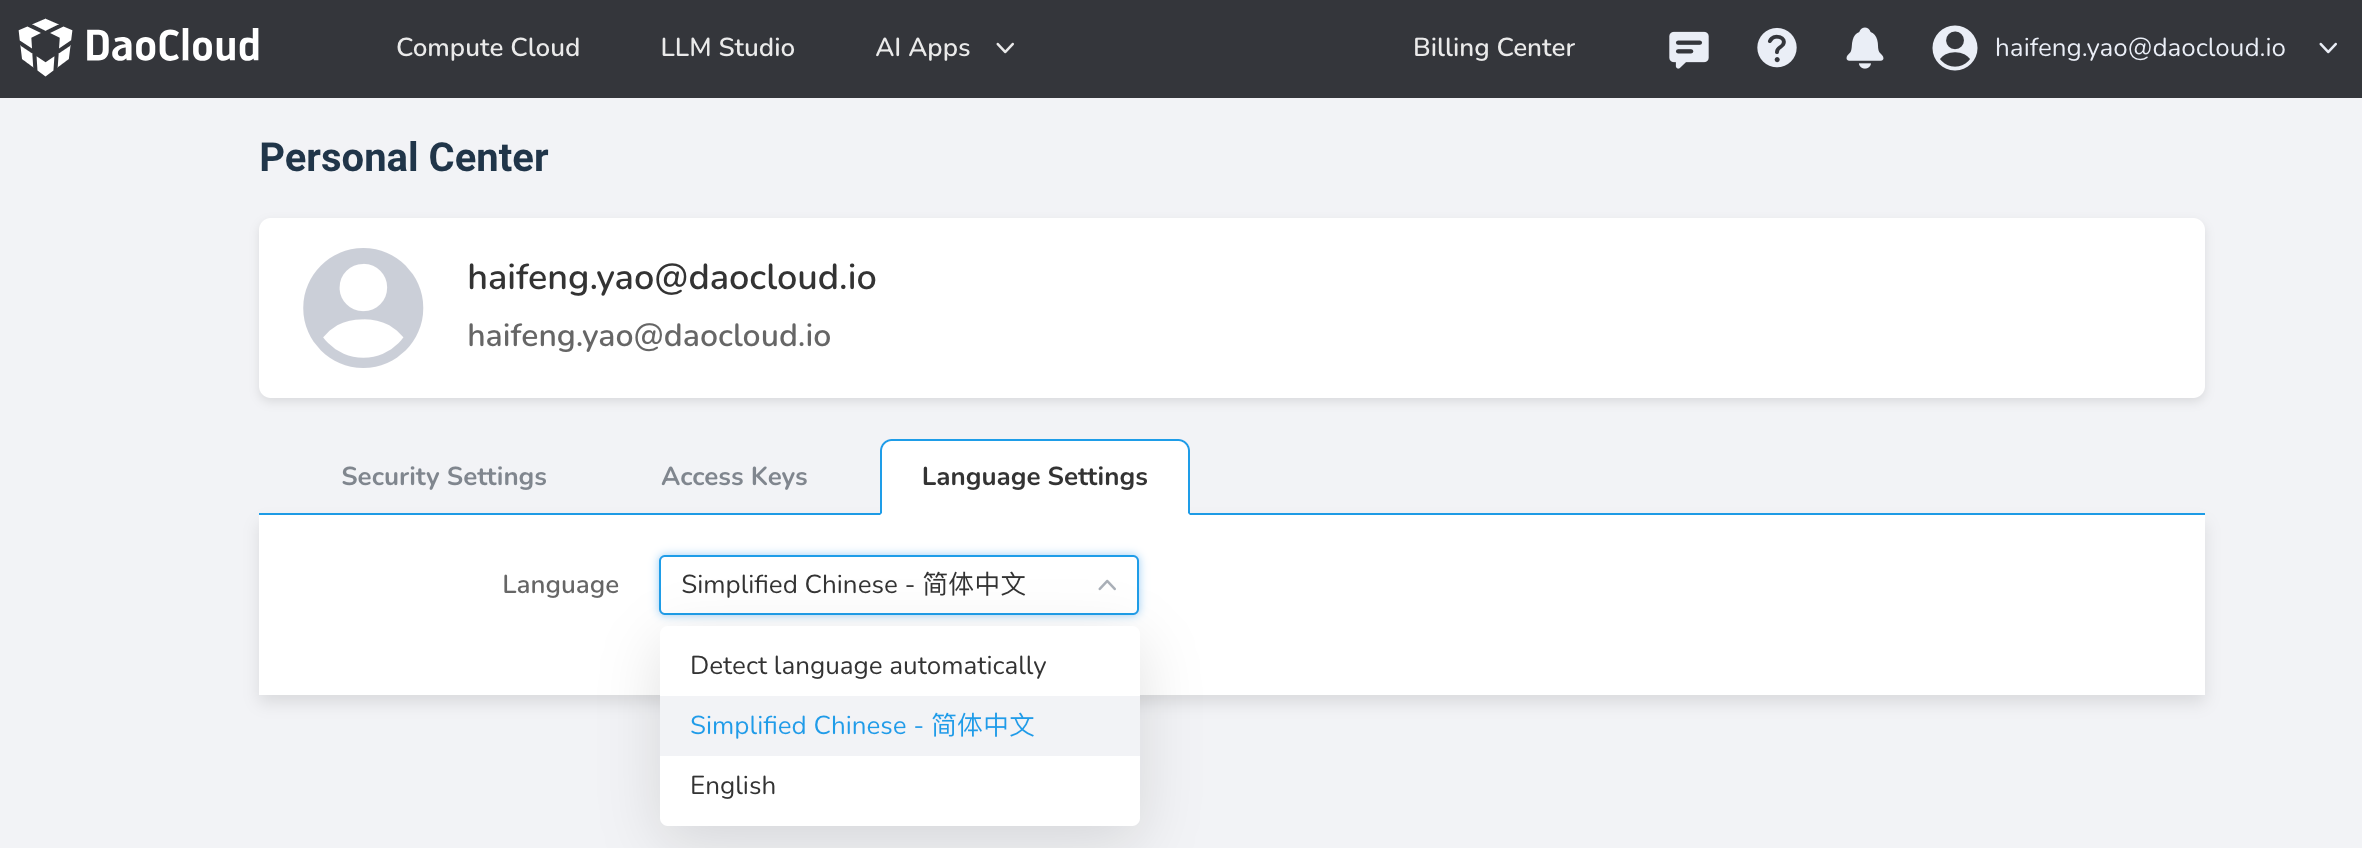 DaoCloud
Compute Cloud
LLM Studio
AI Apps
Billing Center
haifeng.yao@daocloud.io
Personal Center
haifeng.yao@daocloud.io
haifeng.yao@daocloud.io
Security Settings
Access Keys
Language Settings
Language
Simplified Chinese - 简体中文
Detect language automatically
Simplified Chinese - 简体中文
English